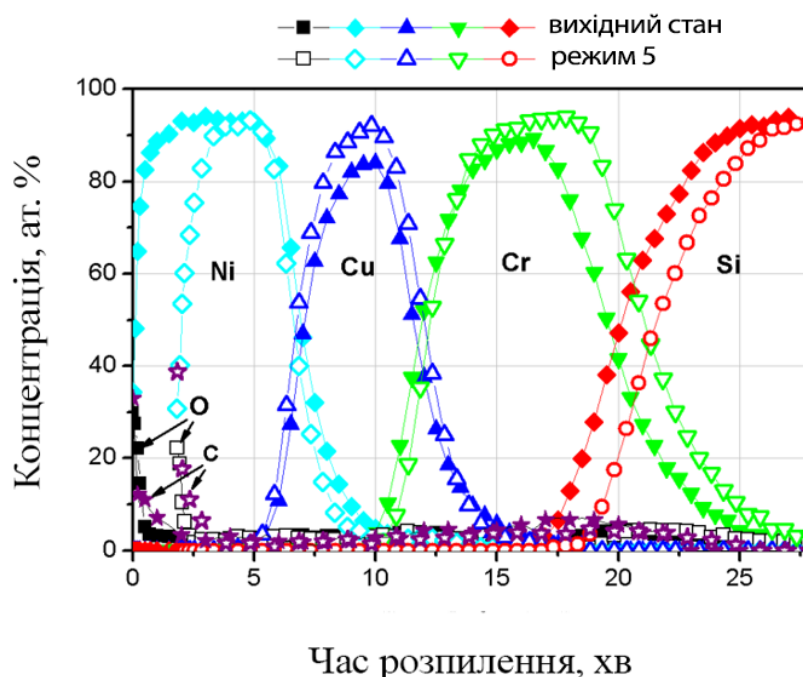 вихідний стан
режим 5
Концентрація, ат. %
100
80
60
40
20
0
Ni
Cu
Cr
Si
O
C
0 5 10 15 20 25
Час розпилення, хв